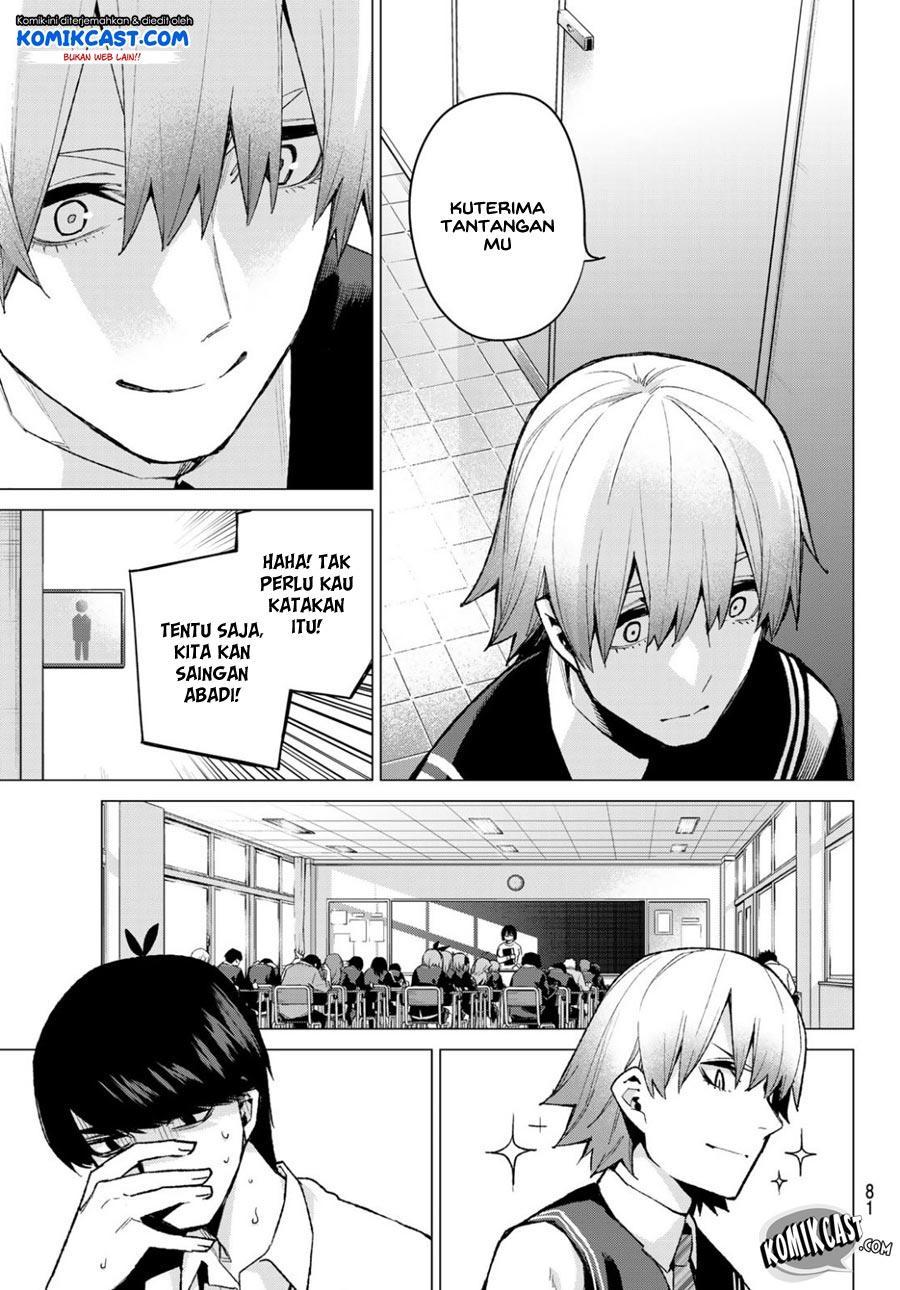 Komik ini diterjemahkan & diedit oleh
KOMIKCAST.COM
BUKAN WEB LAIN!!
KUTERIMA
TANTANGAN
MU
HAHA! TAK
PERLU KAU
KATAKAN
ITU!
TENTU SAJA,
KITA KAN
SAINGAN
ABADI!
81
KOMIKCAST
.COM